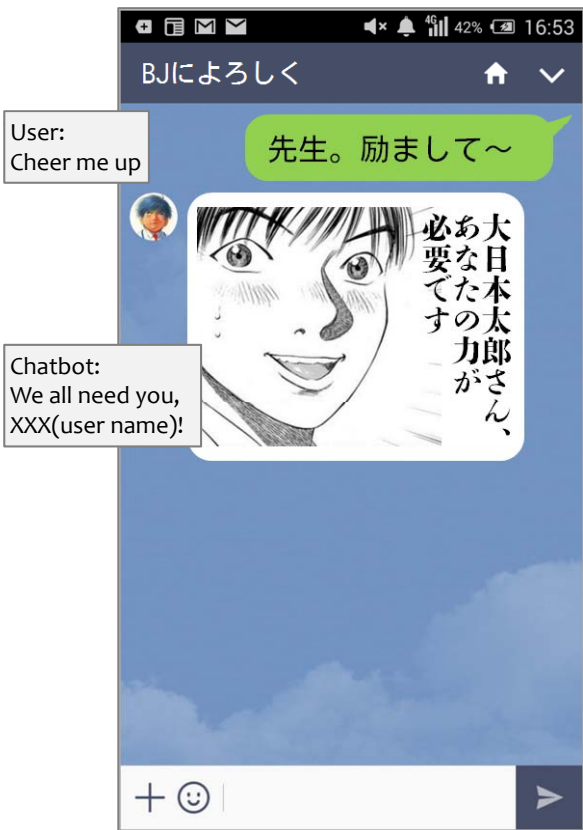 4G 42% 16:53
BJによろしく
User:
Cheer me up
先生。励まして～
大日本太郎さん、
あなたの力が
必要です
Chatbot:
We all need you,
XXX(user name)!